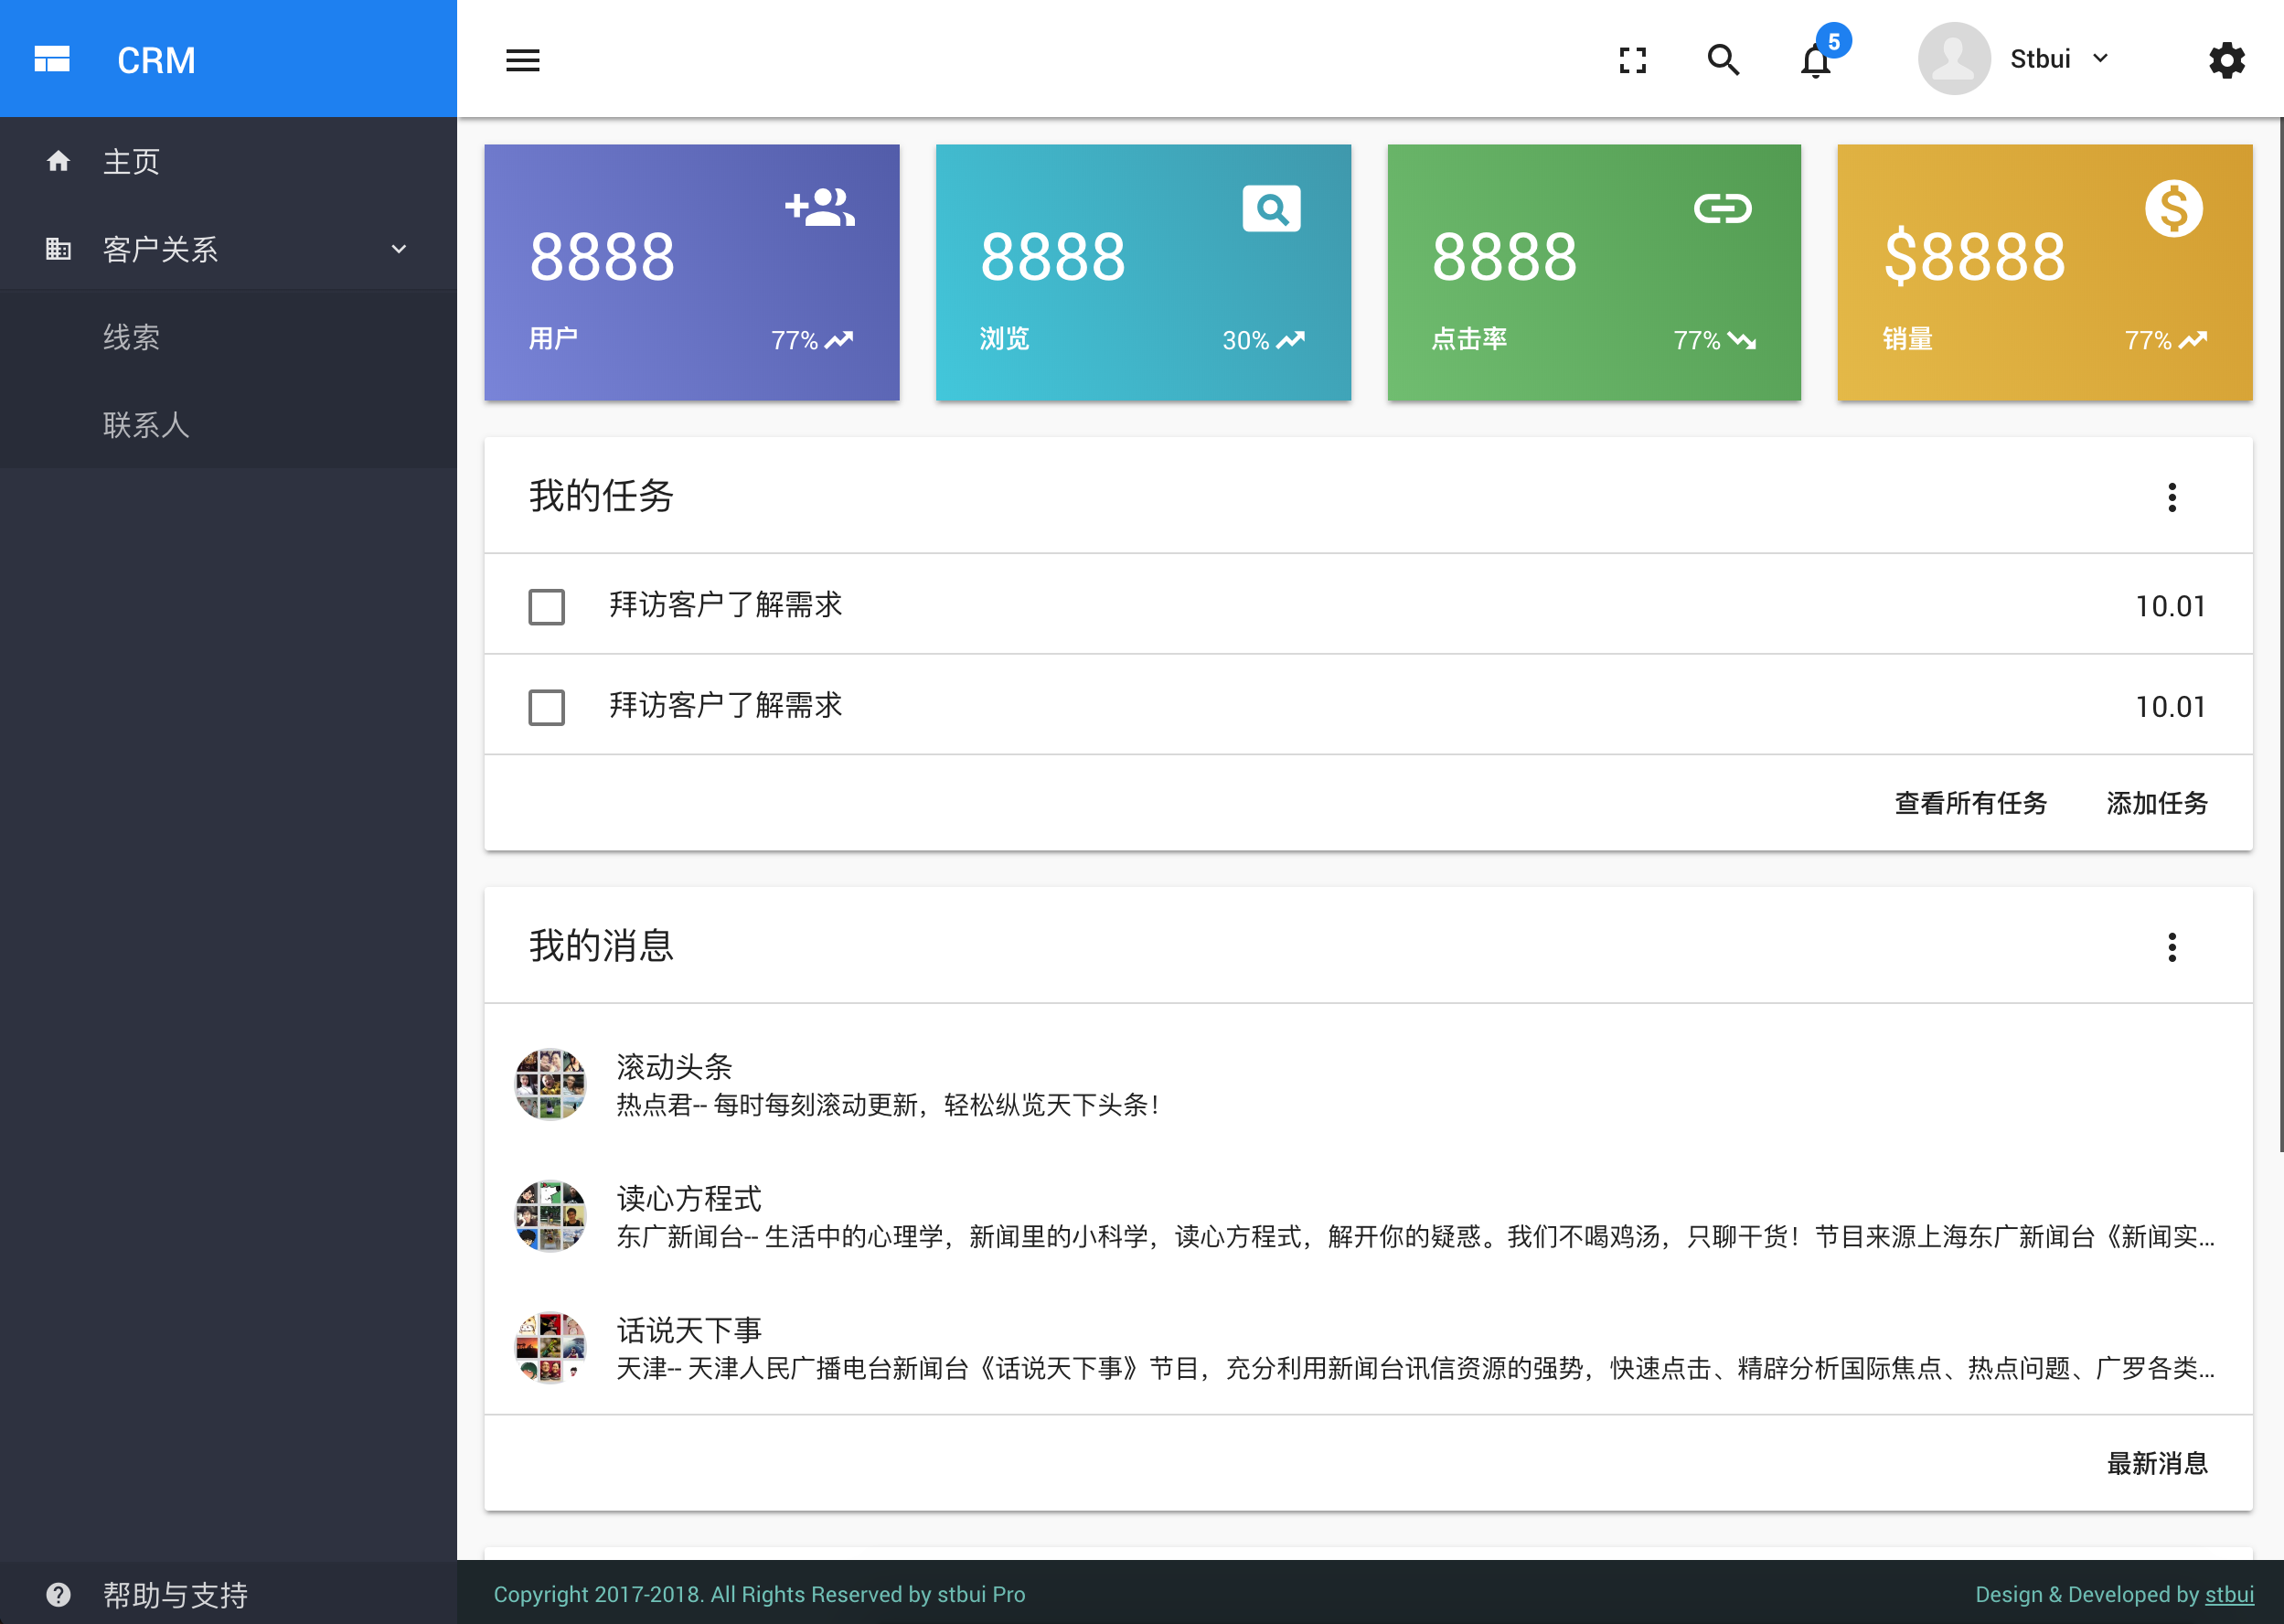 CRM
5
Stbui
主页
客户关系
线索
联系人
帮助与支持
8888
用户 77%
8888
浏览 30%
8888
点击率 77%
$8888
销量 77%
我的任务
拜访客户了解需求 10.01
拜访客户了解需求 10.01
查看所有任务 添加任务
我的消息
滚动头条
热点君-- 每时每刻滚动更新，轻松纵览天下头条！
读心方程式
东广新闻台-- 生活中的心理学，新闻里的小科学，读心方程式，解开你的疑惑。我们不喝鸡汤，只聊干货！节目来源上海东广新闻台《新闻实...
话说天下事
天津-- 天津人民广播电台新闻台《话说天下事》节目，充分利用新闻台讯信资源的强势，快速点击、精辟分析国际焦点、热点问题、广罗各类...
最新消息
Copyright 2017-2018. All Rights Reserved by stbui Pro
Design & Developed by stbui